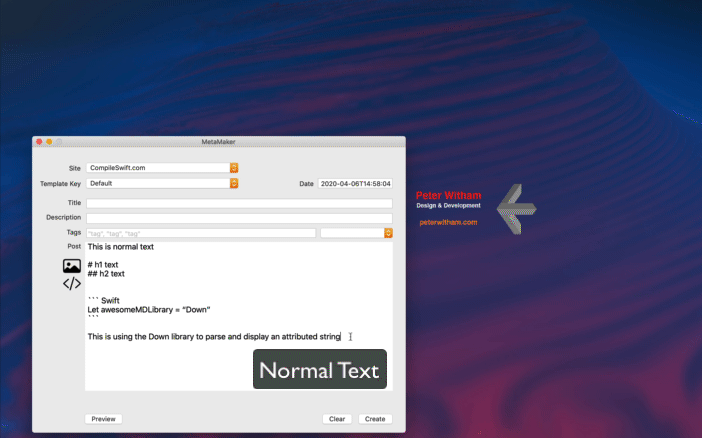 MetaMaker
Site CompileSwift.com
Template Key Default Date 2020-04-06T14:58:04
Title
Description
Tags "tag", "tag", "tag"
Post This is normal text
# h1 text
## h2 text
</>
``` Swift
Let awesomeMDLibrary = “Down”
```
This is using the Down library to parse and display an attributed string
Normal Text
Preview Clear Create
Peter Witham
Design & Development
peterwitham.com